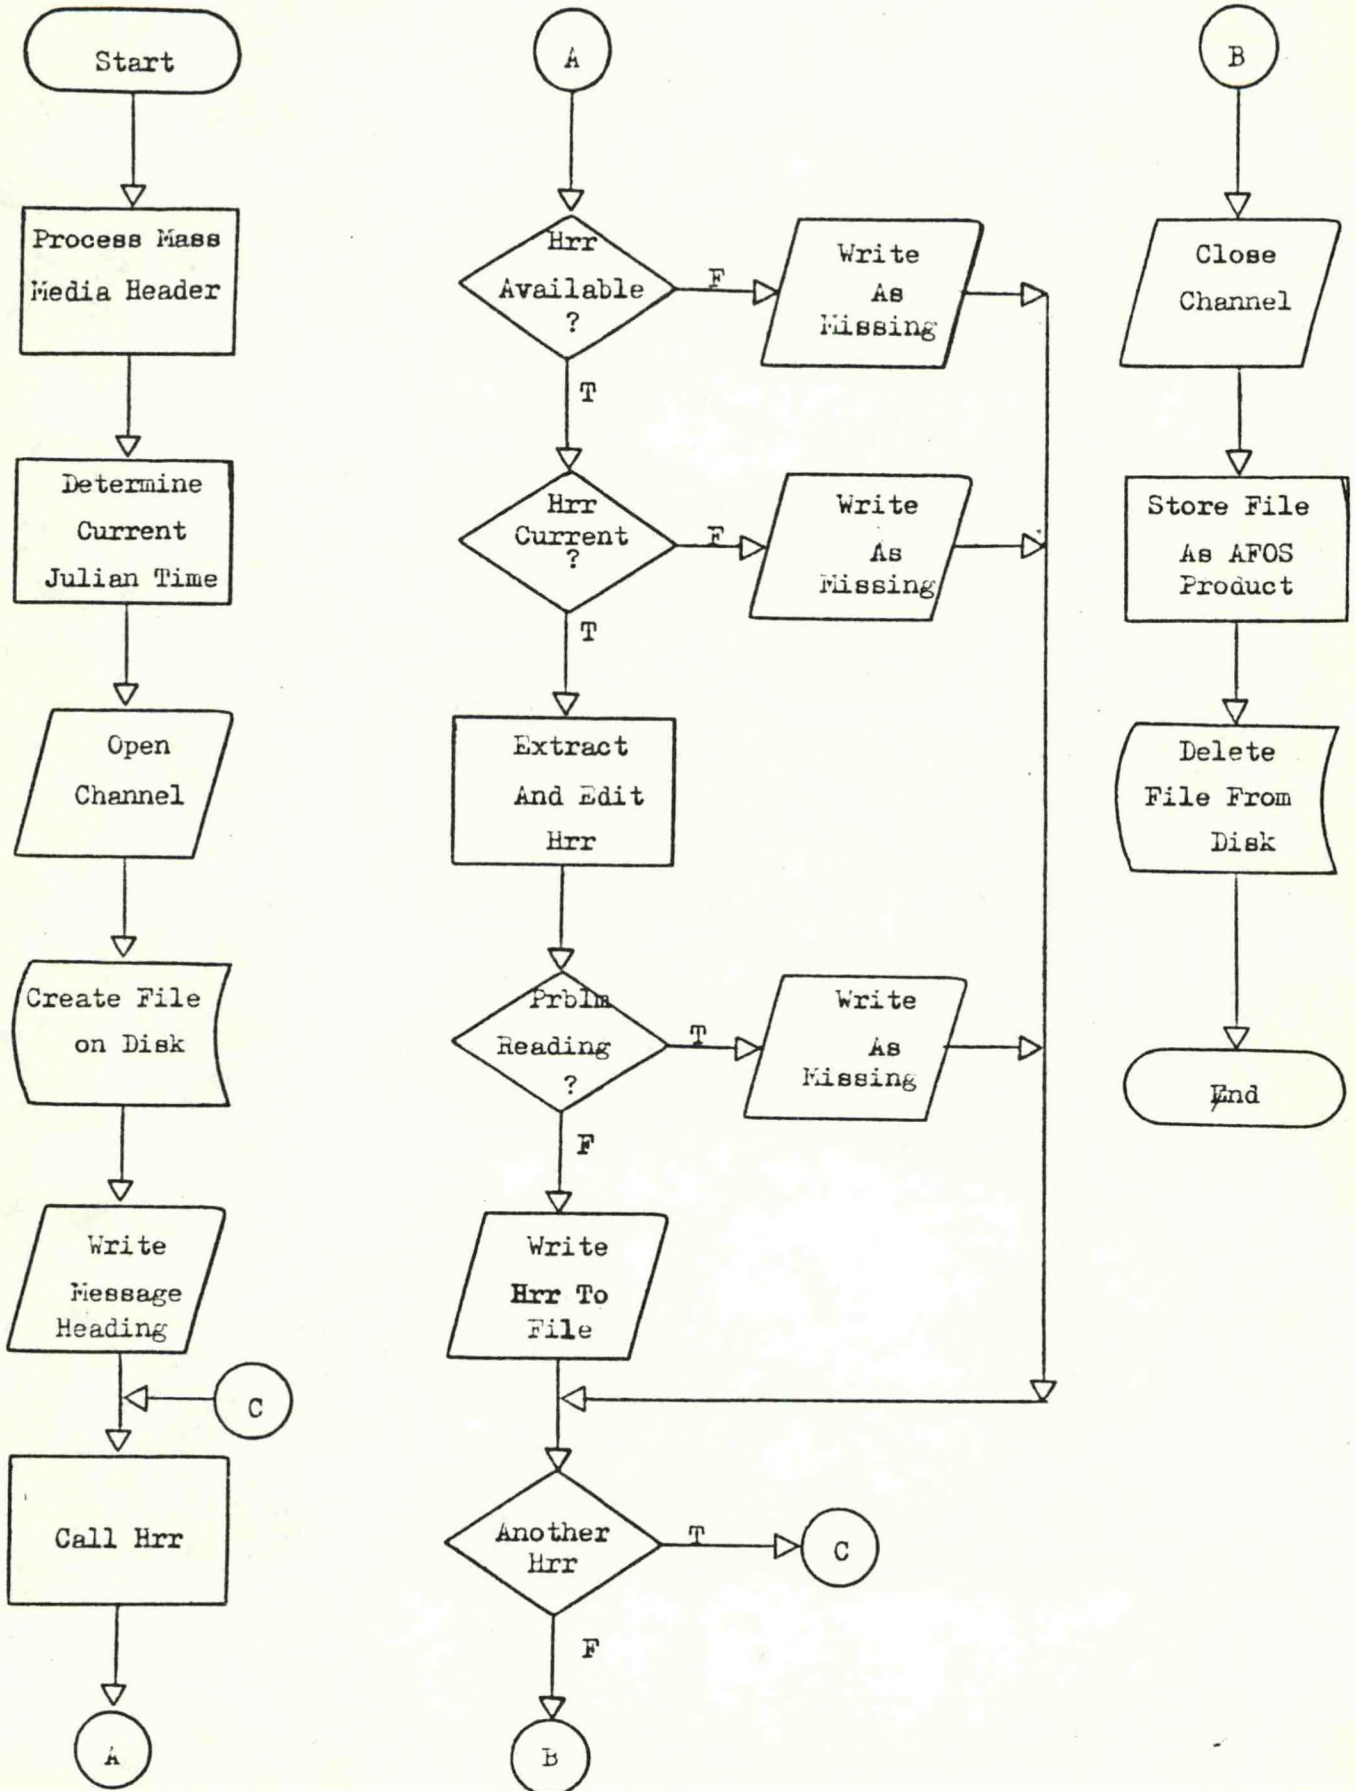 Start
Process Mass
Media Header
Determine
Current
Julian Time
Open
Channel
Create File
on Disk
Write
Message
Heading
C
Call Hrr
A
A
Hrr
Available
?
F
Write
As
Missing
T
Hrr
Current
?
F
Write
As
Missing
T
Extract
And Edit
Hrr
Prblm
Reading
?
T
Write
As
Missing
F
Write
Hrr To
File
Another
Hrr
T
C
F
B
B
Close
Channel
Store File
As AFOS
Product
Delete
File From
Disk
End